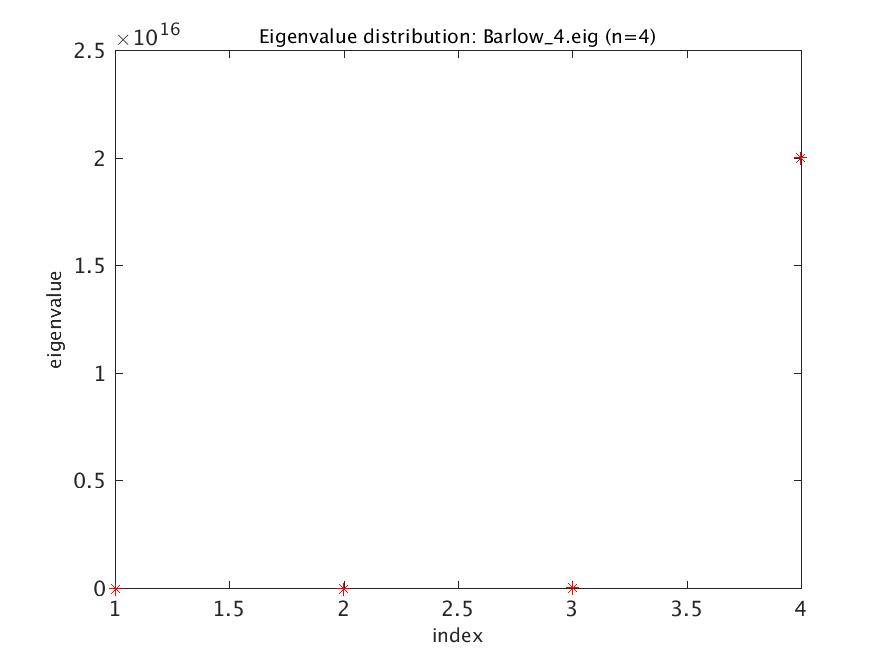 ×10^16
Eigenvalue distribution: Barlow_4.eig (n=4)
2.5
2
1.5
1
0.5
0
eigenvalue
1 1.5 2 2.5 3 3.5 4
index